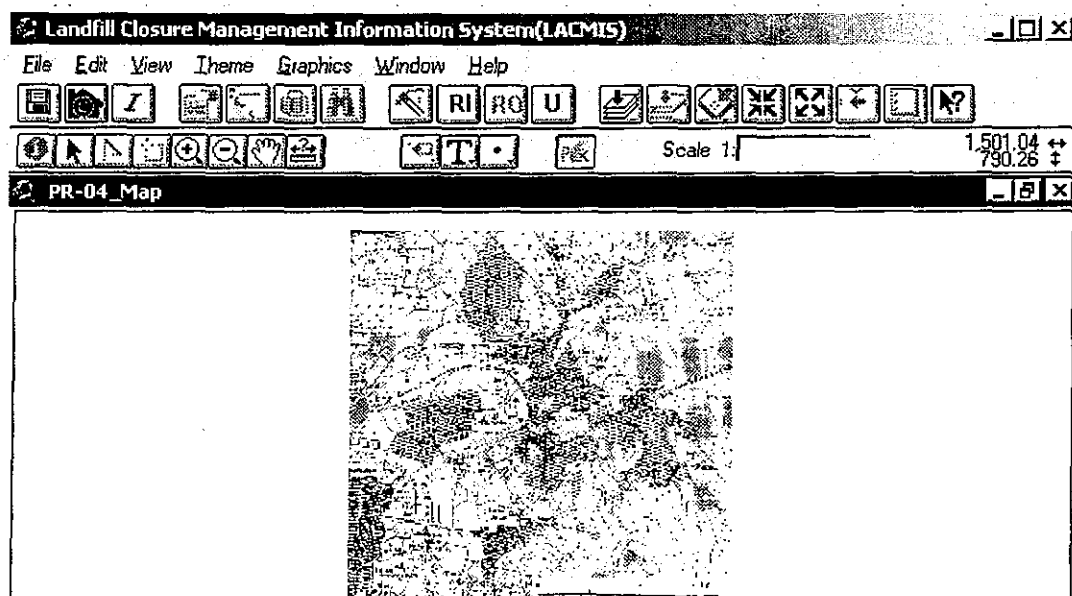 Landfill Closure Management Information System(LACMIS)
File Edit View Theme Graphics Window Help
I RI RO U ?
T Scale 1: 1,501.04
790.26
PR-04_Map